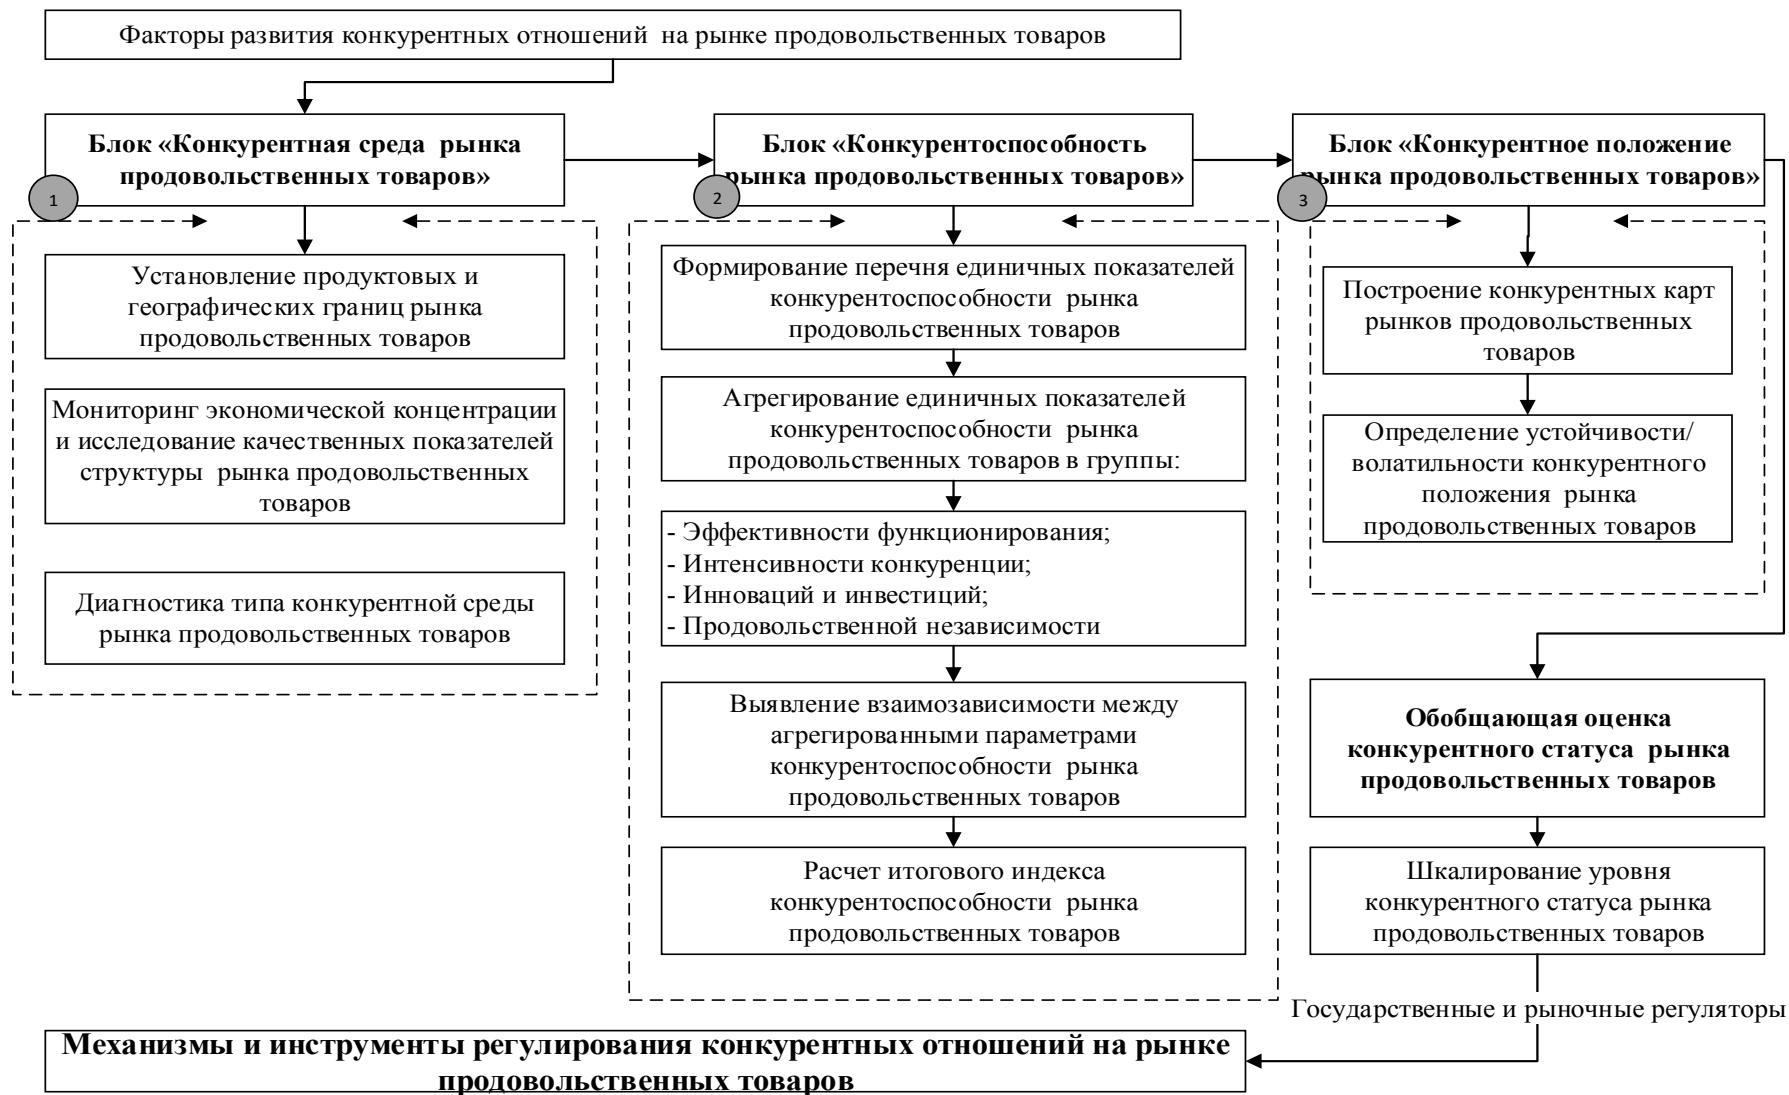 Факторы развития конкурентных отношений на рынке продовольственных товаров
Блок «Конкурентная среда рынка
продовольственных товаров»
1
Установление продуктовых и
географических границ рынка
продовольственных товаров
Мониторинг экономической концентрации
и исследование качественных показателей
структуры рынка продовольственных
товаров
Диагностика типа конкурентной среды
рынка продовольственных товаров
Блок «Конкурентоспособность
рынка продовольственных товаров»
2
Формирование перечня единичных показателей
конкурентоспособности рынка
продовольственных товаров
Агрегирование единичных показателей
конкурентоспособности рынка
продовольственных товаров в группы:
- Эффективности функционирования;
- Интенсивности конкуренции;
- Инноваций и инвестиций;
- Продовольственной независимости
Выявление взаимозависимости между
агрегированными параметрами
конкурентоспособности рынка
продовольственных товаров
Расчет итогового индекса
конкурентоспособности рынка
продовольственных товаров
Блок «Конкурентное положение
рынка продовольственных товаров»
3
Построение конкурентных карт
рынков продовольственных
товаров
Определение устойчивости/
волатильности конкурентного
положения рынка
продовольственных товаров
Обобщающая оценка
конкурентного статуса рынка
продовольственных товаров
Шкалирование уровня
конкурентного статуса рынка
продовольственных товаров
Государственные и рыночные регуляторы
Механизмы и инструменты регулирования конкурентных отношений на рынке
продовольственных товаров